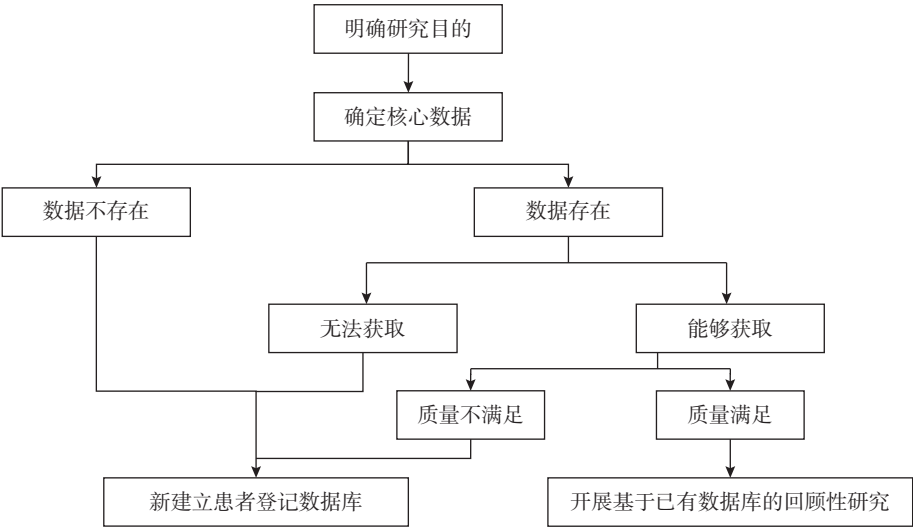 明确研究目的
确定核心数据
数据不存在
数据存在
无法获取
能够获取
质量不满足
质量满足
新建立患者登记数据库
开展基于已有数据库的回顾性研究